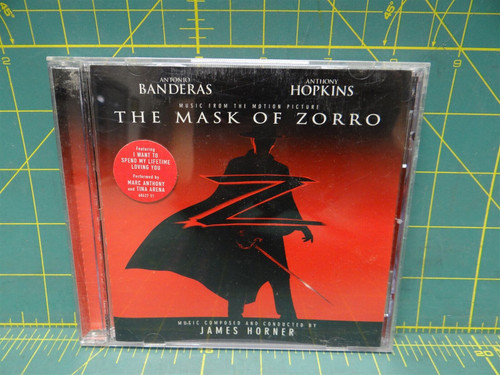 ANTONIO
BANDERAS
ANTHONY
HOPKINS
MUSIC FROM THE MOTION PICTURE
THE MASK OF ZORRO
Featuring
I WANT TO
SPEND MY LIFETIME
LOVING YOU
Performed by
MARC ANTHONY
and TINA ARENA
Z
MUSIC COMPOSED AND CONDUCTED BY
JAMES HORNER